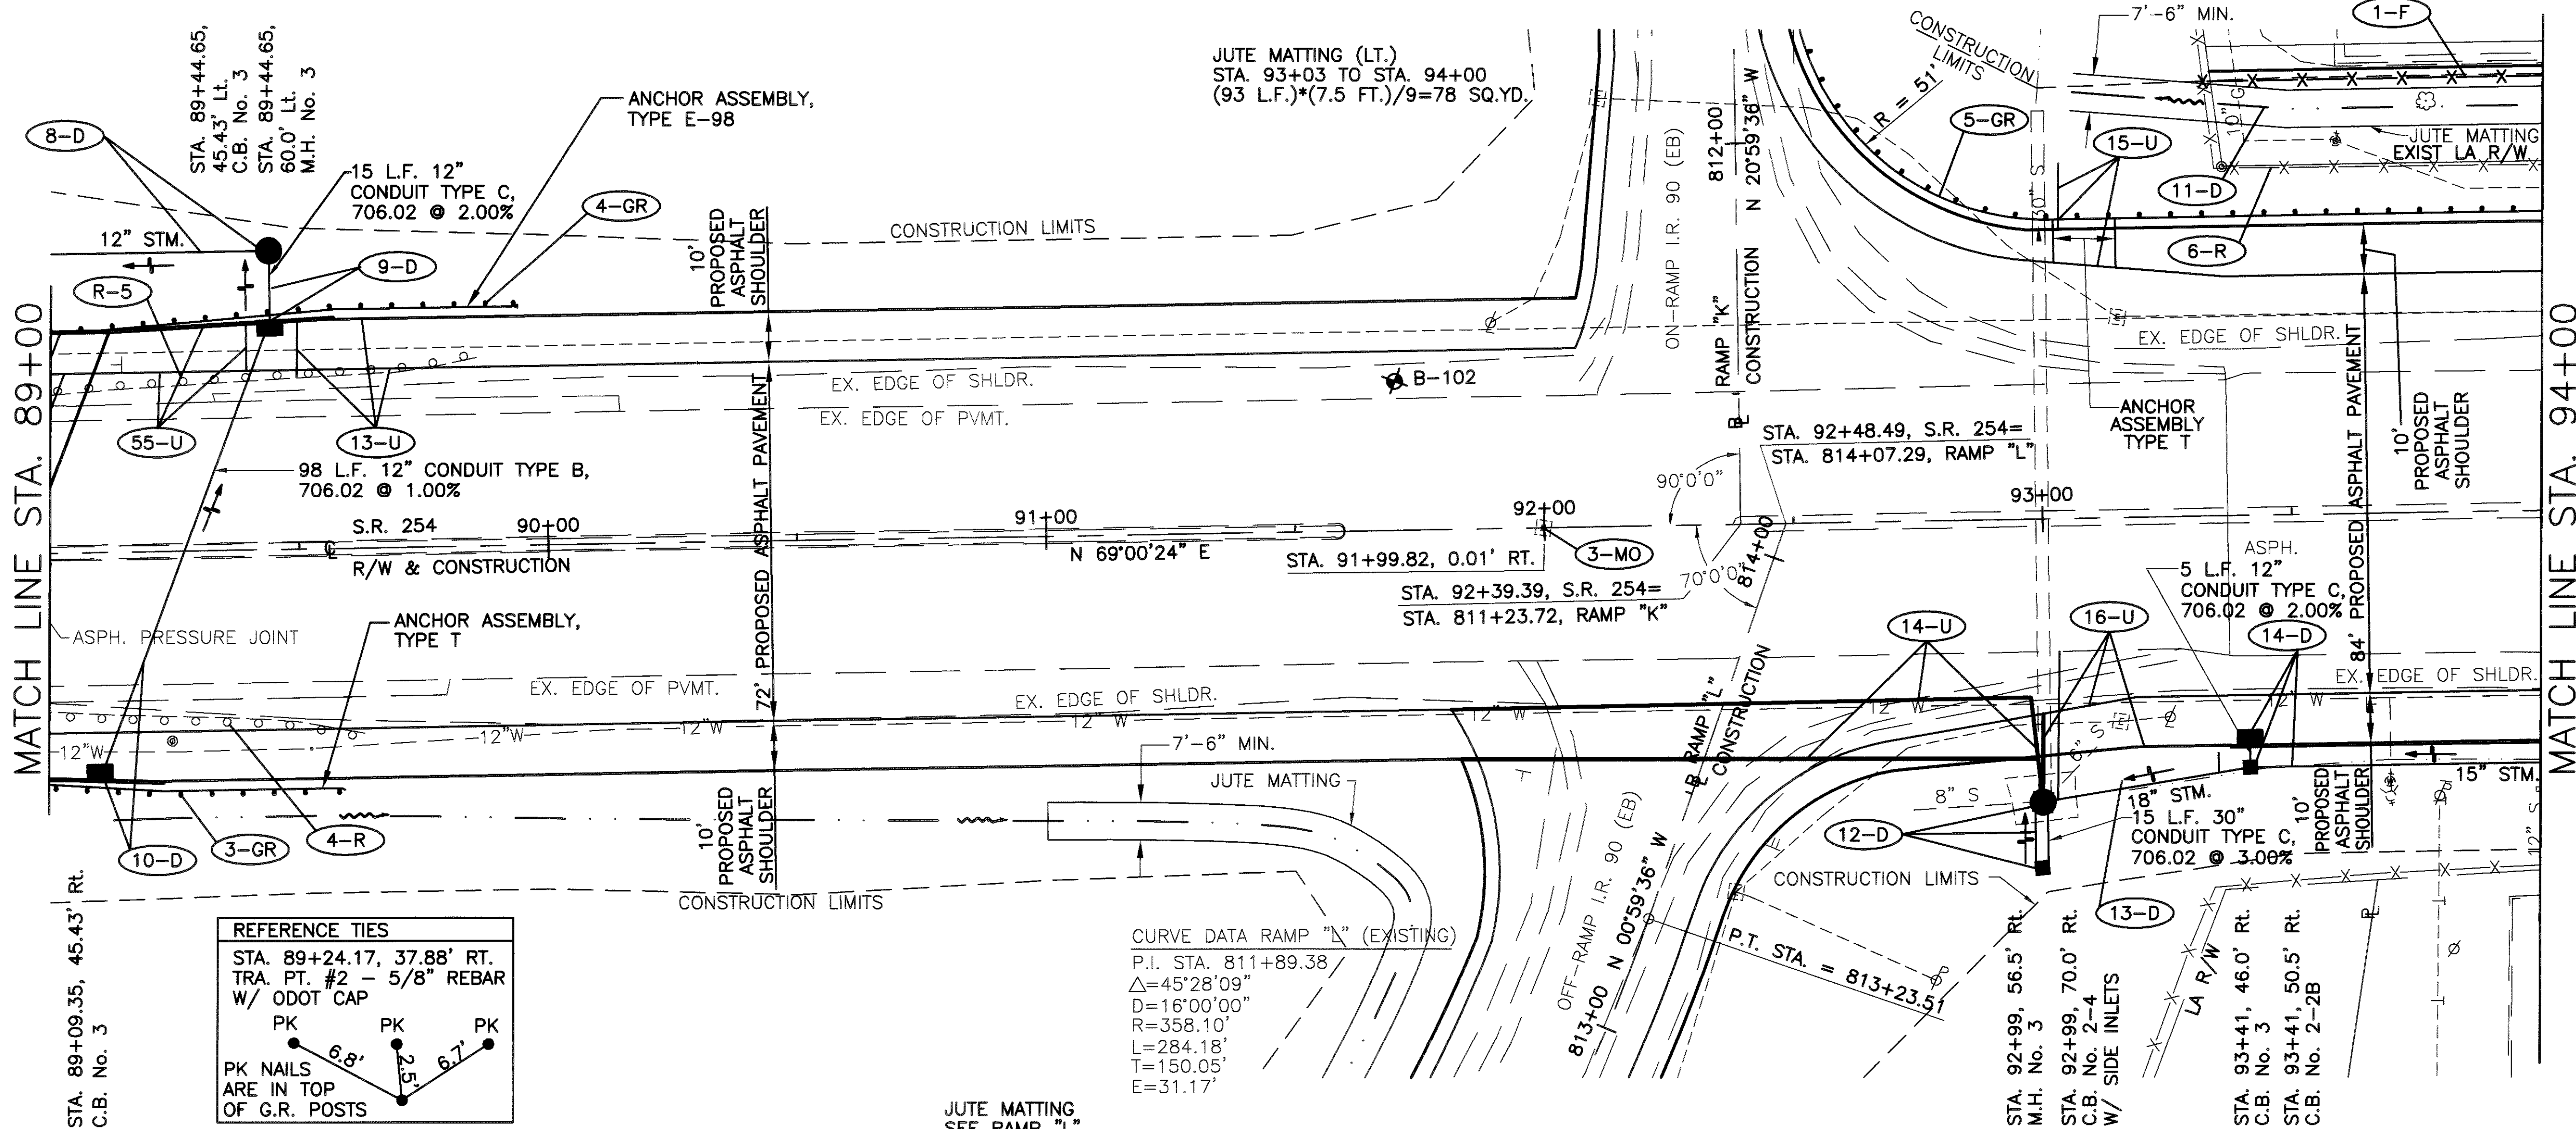 MATCH LINE STA. 89+00
STA. 89+44.65,
45.43' Lt.
C.B. No. 3
STA. 89+44.65,
60.0' Lt.
M.H. No. 3
8-D
12" STM.
15 L.F. 12"
CONDUIT TYPE C,
706.02 @ 2.00%
ANCHOR ASSEMBLY,
TYPE E-98
4-GR
9-D
R-5
CONSTRUCTION LIMITS
10'
PROPOSED
ASPHALT
SHOULDER
JUTE MATTING (LT.)
STA. 93+03 TO STA. 94+00
(93 L.F.)*(7.5 FT.)/9=78 SQ.YD.
ON-RAMP I.R. 90 (EB)
812+00
N 20°59'36" W
RAMP "K"
CONSTRUCTION
CONSTRUCTION
LIMITS
R = 51'
5-GR
7'-6" MIN.
1-F
10" G
JUTE MATTING
EXIST LA R/W
15-U
11-D
6-R
30" S
EX. EDGE OF SHLDR.
ANCHOR
ASSEMBLY
TYPE T
10'
PROPOSED
ASPHALT
SHOULDER
84' PROPOSED ASPHALT PAVEMENT
MATCH LINE STA. 94+00
55-U
13-U
EX. EDGE OF SHLDR.
EX. EDGE OF PVMT.
B-102
98 L.F. 12" CONDUIT TYPE B,
706.02 @ 1.00%
72' PROPOSED ASPHALT PAVEMENT
STA. 92+48.49, S.R. 254=
STA. 814+07.29, RAMP "L"
90°0'0"
S.R. 254
R/W & CONSTRUCTION
90+00
91+00
N 69°00'24" E
92+00
93+00
STA. 91+99.82, 0.01' RT.
3-MO
STA. 92+39.39, S.R. 254=
STA. 811+23.72, RAMP "K"
70°0'0"
814+00
ASPH.
5 L.F. 12"
CONDUIT TYPE C,
706.02 @ 2.00%
14-D
16-U
14-U
ASPH. PRESSURE JOINT
ANCHOR ASSEMBLY,
TYPE T
EX. EDGE OF PVMT.
EX. EDGE OF SHLDR.
EX. EDGE OF SHLDR.
12"W
12"W
12"W
12" W
12" W
12" W
12" W
7'-6" MIN.
JUTE MATTING
10'
PROPOSED
ASPHALT
SHOULDER
RAMP "L"
CONSTRUCTION
6" S
8" S
18" STM.
15 L.F. 30"
CONDUIT TYPE C,
706.02 @ 3.00%
15" STM.
10'
PROPOSED
ASPHALT
SHOULDER
12" S
10-D
3-GR
4-R
12-D
13-D
CONSTRUCTION LIMITS
CONSTRUCTION LIMITS
STA. 89+09.35, 45.43' Rt.
C.B. No. 3
REFERENCE TIES
STA. 89+24.17, 37.88' RT.
TRA. PT. #2 - 5/8" REBAR
W/ ODOT CAP
PK
PK
PK
6.8'
2.5'
6.7'
PK NAILS
ARE IN TOP
OF G.R. POSTS
CURVE DATA RAMP "L" (EXISTING)
P.I. STA. 811+89.38
△=45°28'09"
D=16°00'00"
R=358.10'
L=284.18'
T=150.05'
E=31.17'
JUTE MATTING
SEE RAMP "L"
OFF-RAMP I.R. 90 (EB)
813+00
N 00°59'36" W
P.T. STA. = 813+23.51
LA R/W
STA. 92+99, 56.5' Rt.
M.H. No. 3
STA. 92+99, 70.0' Rt.
C.B. No. 2-4
W/ SIDE INLETS
STA. 93+41, 46.0' Rt.
C.B. No. 3
STA. 93+41, 50.5' Rt.
C.B. No. 2-2B